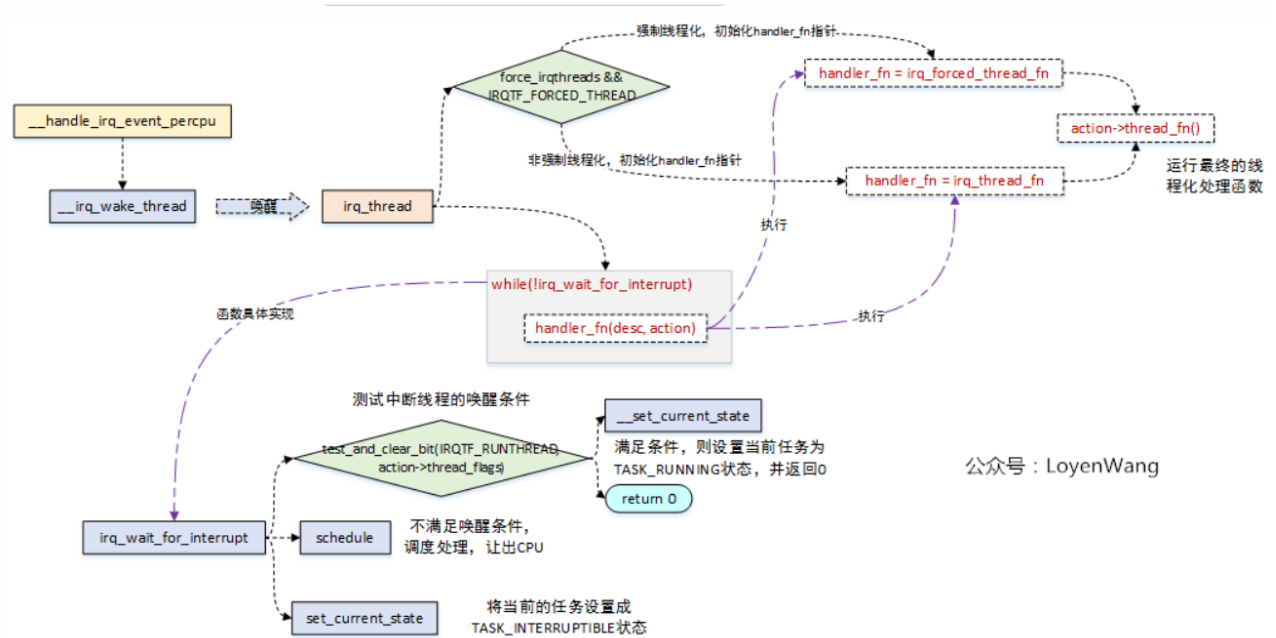 强制线程化，初始化handler_fn指针
force_irqthreads &&
IRQTF_FORCED_THREAD
handler_fn = irq_forced_thread_fn
__handle_irq_event_percpu
action->thread_fn()
非强制线程化，初始化handler_fn指针
运行最终的线
程化处理函数
handler_fn = irq_thread_fn
__irq_wake_thread
唤醒
irq_thread
执行
while(!irq_wait_for_interrupt)
handler_fn(desc, action)
执行
函数具体实现
测试中断线程的唤醒条件
__set_current_state
test_and_clear_bit(IRQTF_RUNTHREAD,
action->thread_flags)
满足条件，则设置当前任务为
TASK_RUNNING状态，并返回0
公众号：LoyenWang
return 0
irq_wait_for_interrupt
schedule
不满足唤醒条件，
调度处理，让出CPU
set_current_state
将当前的任务设置成
TASK_INTERRUPTIBLE状态